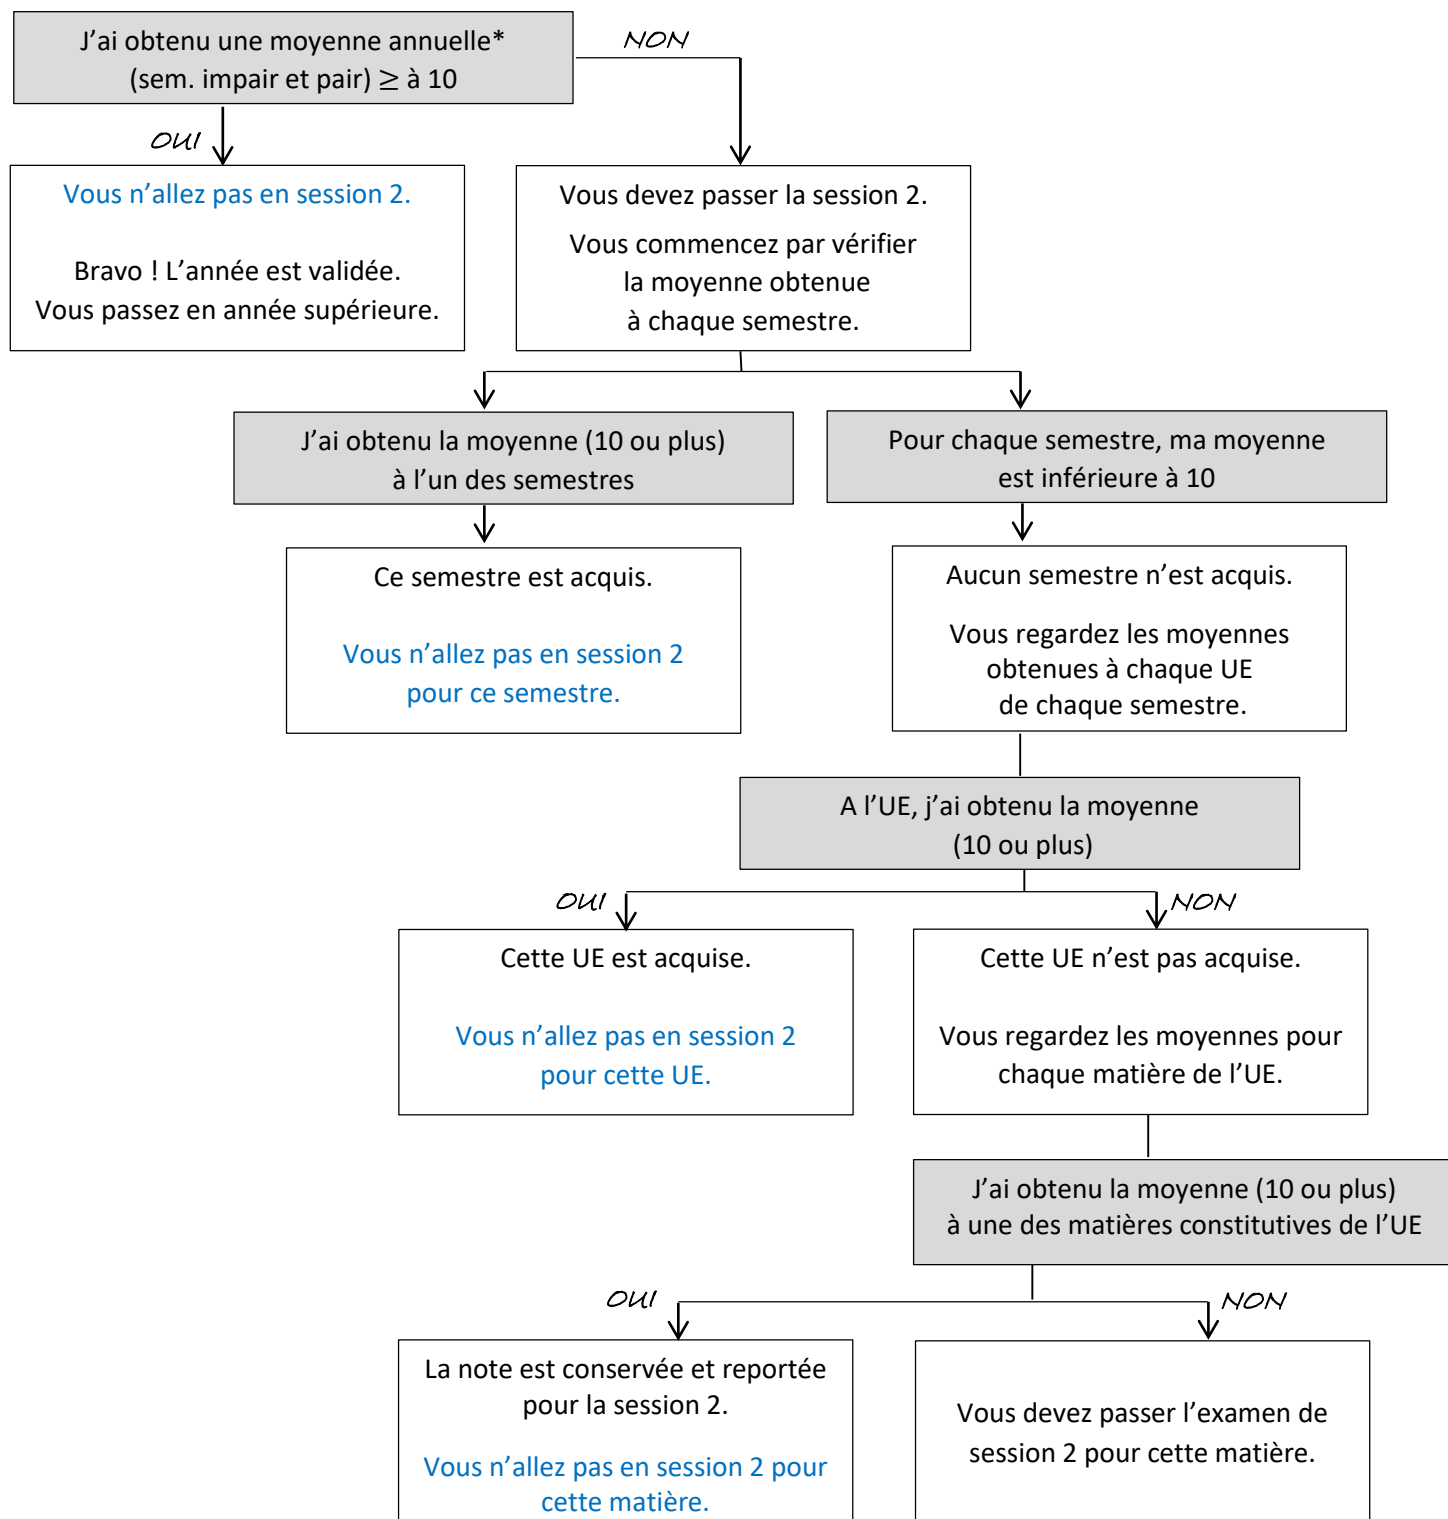 J’ai obtenu une moyenne annuelle*
(sem. impair et pair) ≥ à 10
NON
OUI
Vous n’allez pas en session 2.
Bravo ! L’année est validée.
Vous passez en année supérieure.
Vous devez passer la session 2.
Vous commencez par vérifier
la moyenne obtenue
à chaque semestre.
J’ai obtenu la moyenne (10 ou plus)
à l’un des semestres
Pour chaque semestre, ma moyenne
est inférieure à 10
Ce semestre est acquis.
Vous n’allez pas en session 2
pour ce semestre.
Aucun semestre n’est acquis.
Vous regardez les moyennes
obtenues à chaque UE
de chaque semestre.
A l’UE, j’ai obtenu la moyenne
(10 ou plus)
OUI
NON
Cette UE est acquise.
Vous n’allez pas en session 2
pour cette UE.
Cette UE n’est pas acquise.
Vous regardez les moyennes pour
chaque matière de l’UE.
J’ai obtenu la moyenne (10 ou plus)
à une des matières constitutives de l’UE
OUI
NON
La note est conservée et reportée
pour la session 2.
Vous n’allez pas en session 2 pour
cette matière.
Vous devez passer l’examen de
session 2 pour cette matière.